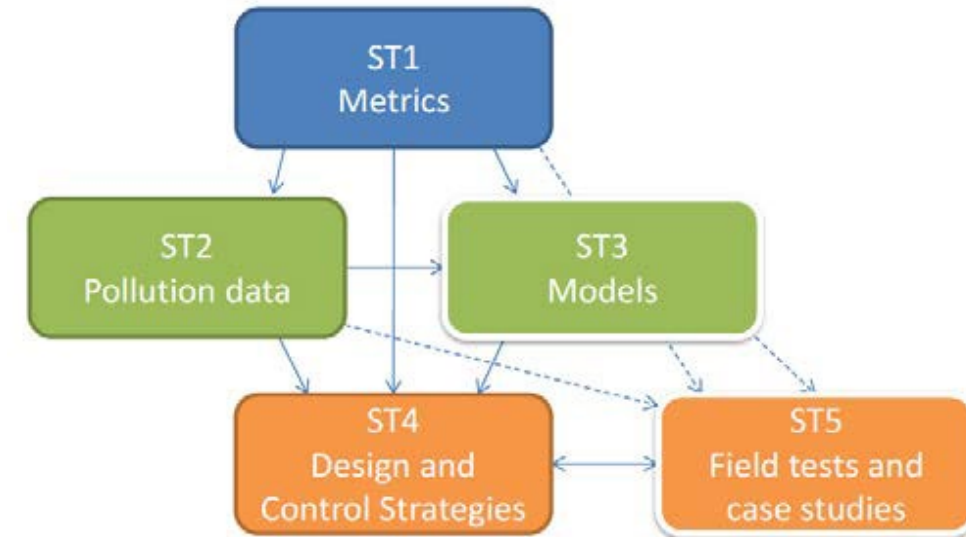 ST1
Metrics
ST2
Pollution data
ST3
Models
ST4
Design and
Control Strategies
ST5
Field tests and
case studies